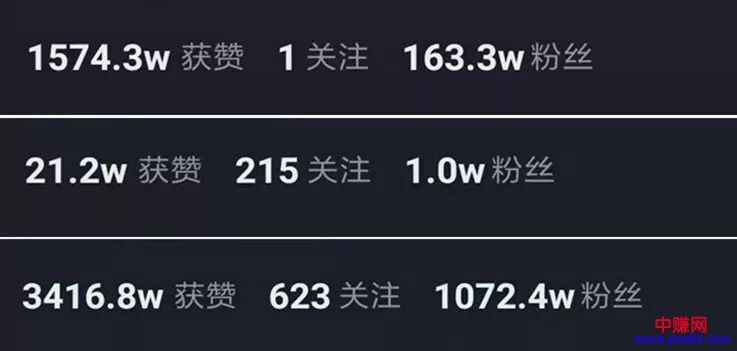 1574.3w 获赞 1 关注 163.3w 粉丝
21.2w 获赞 215 关注 1.0w 粉丝
3416.8w 获赞 623 关注 1072.4w 粉丝
中赚网
www.you85.com